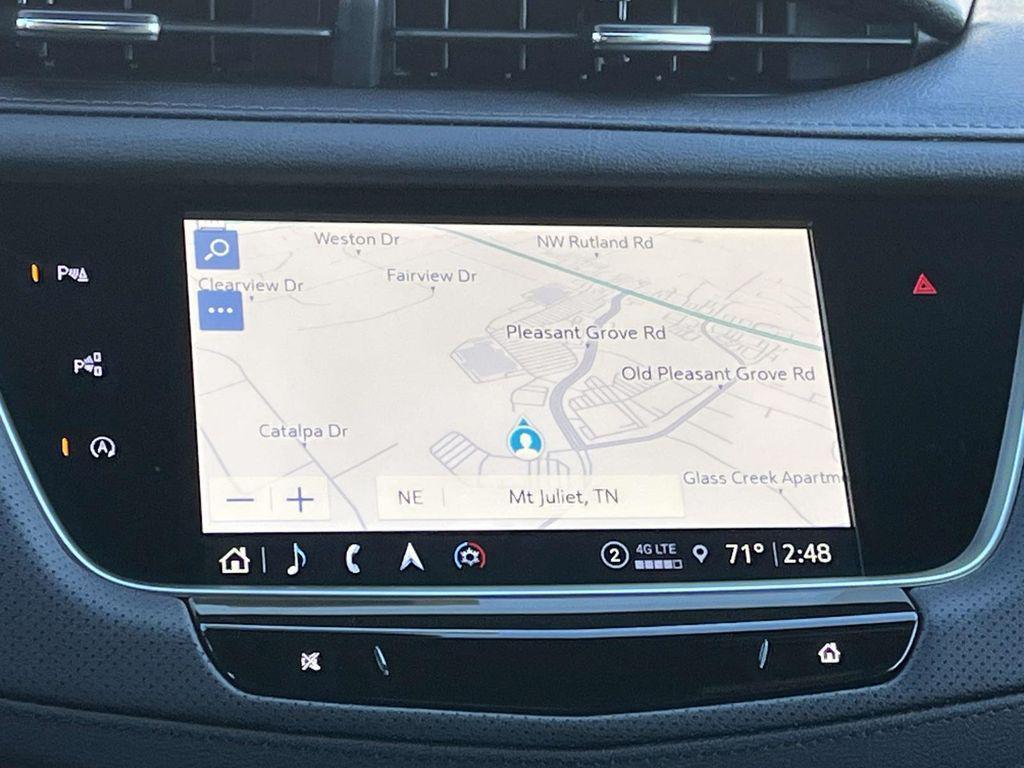 Weston Dr
NW Rutland Rd
Clearview Dr
Fairview Dr
Pleasant Grove Rd
Old Pleasant Grove Rd
Catalpa Dr
Glass Creek Apartm
NE
Mt Juliet, TN
2
4G LTE
71°
2:48
P
P
A